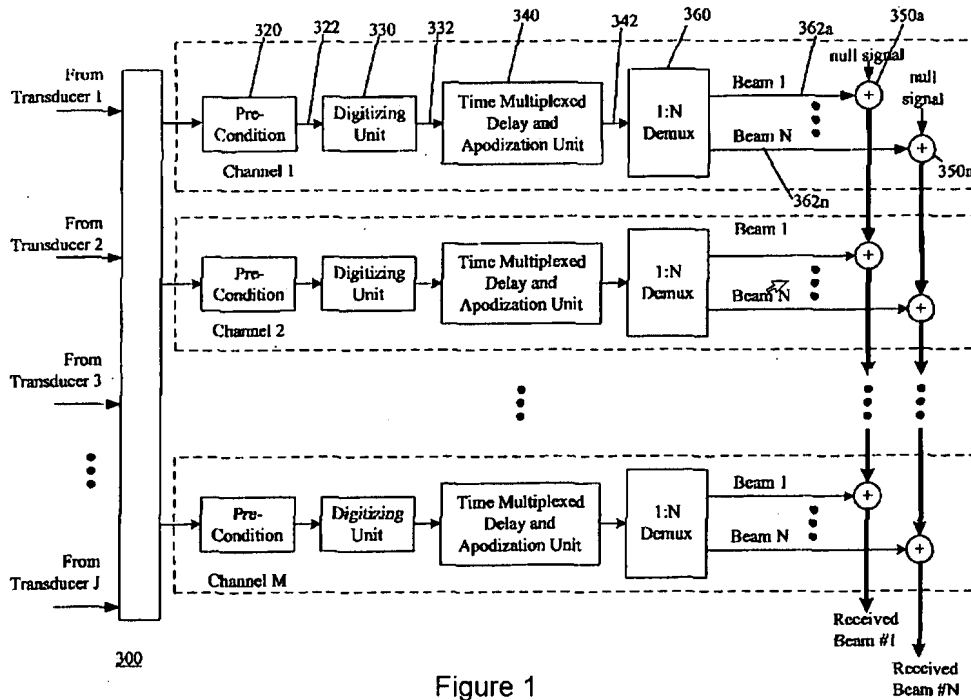 320
322
330
332
340
342
360
362a
350a
From
Transducer 1
Pre-
Condition
Digitizing
Unit
Time Multiplexed
Delay and
Apodization Unit
1:N
Demux
Beam 1
null signal
null
signal
+
Beam N
+
350n
362n
Channel 1
From
Transducer 2
Pre-
Condition
Digitizing
Unit
Time Multiplexed
Delay and
Apodization Unit
1:N
Demux
Beam 1
+
Beam N
+
Channel 2
From
Transducer 3
From
Transducer J
Pre-
Condition
Digitizing
Unit
Time Multiplexed
Delay and
Apodization Unit
1:N
Demux
Beam 1
+
Beam N
+
Channel M
Received
Beam #1
Received
Beam #N
300
Figure 1